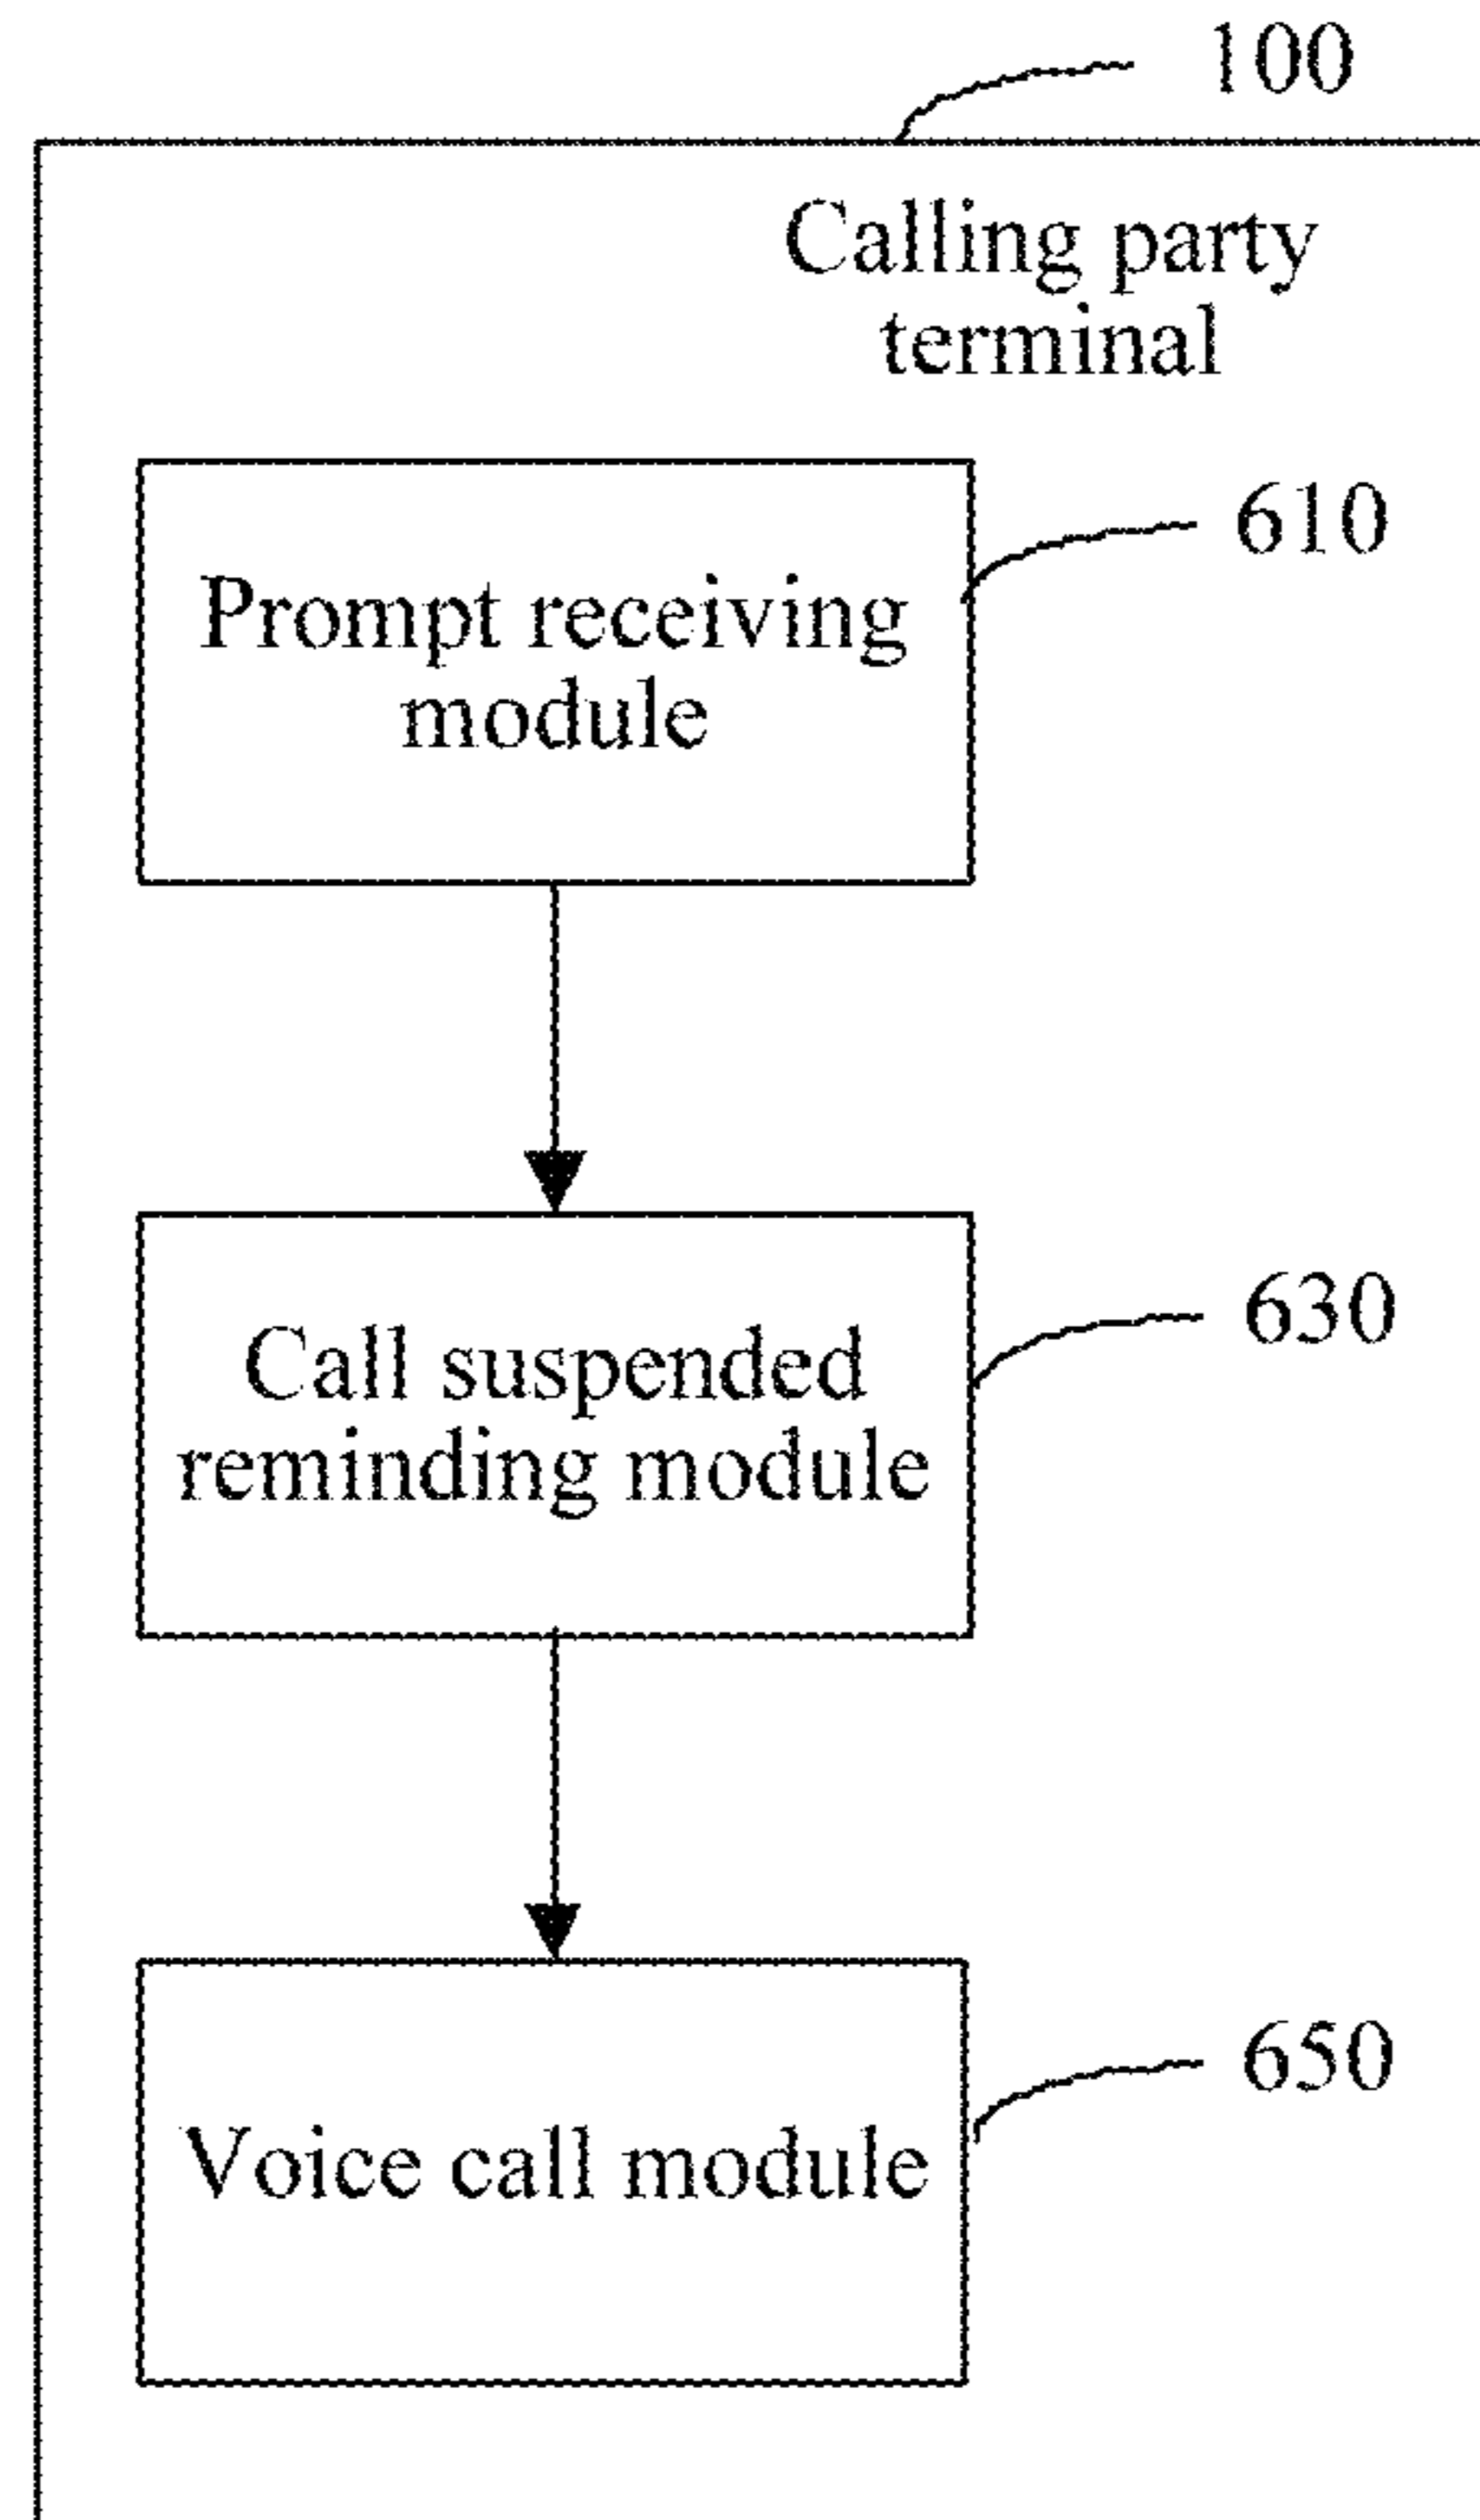 100
Calling party
terminal
610
Prompt receiving
module
630
Call suspended
reminding module
650
Voice call module